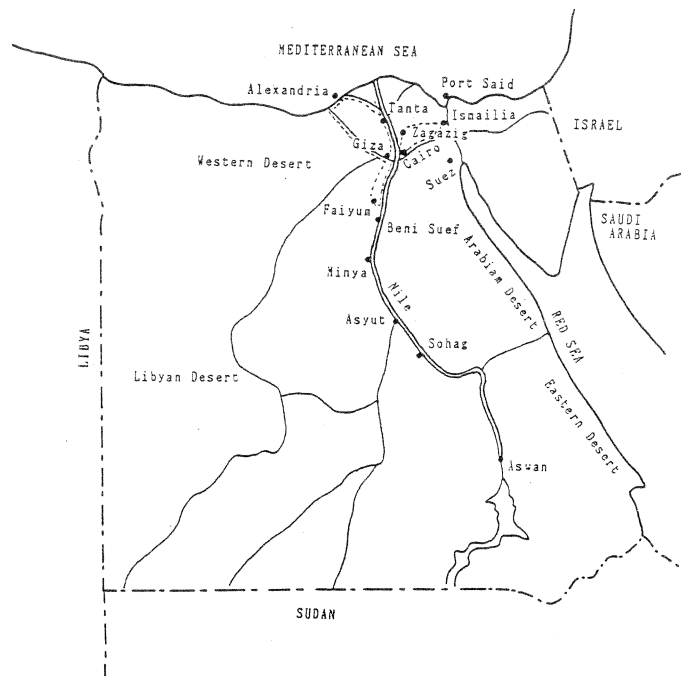 MEDITERRANEAN SEA
Alexandria
Port Said
Tanta
Ismailia
Zagazig
ISRAEL
Giza
Cairo
Western Desert
Suez
Faiyum
SAUDI
ARABIA
Beni Suef
Arabiam Desert
Minya
Nile
Asyut
RED SEA
Sohag
LIBYA
Libyan Desert
Eastern Desert
Aswan
SUDAN